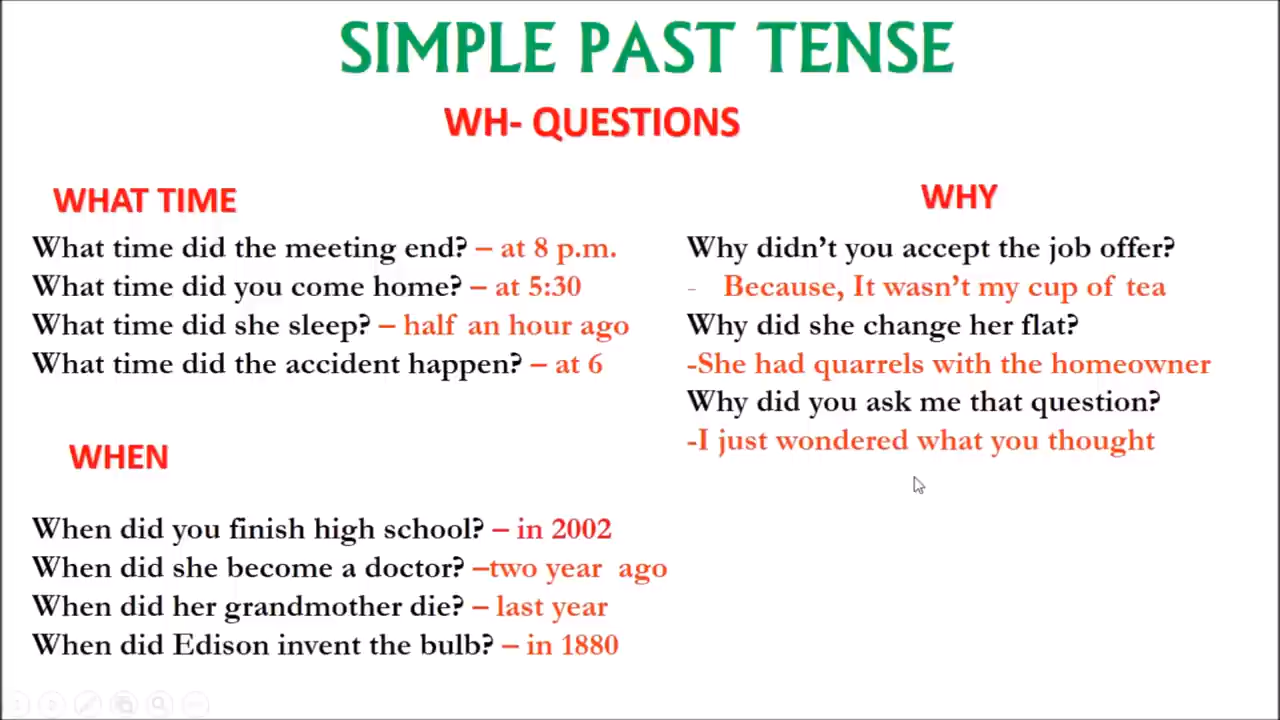 SIMPLE PAST TENSE
WH- QUESTIONS
WHAT TIME
What time did the meeting end? – at 8 p.m.
What time did you come home? – at 5:30
What time did she sleep? – half an hour ago
What time did the accident happen? – at 6
WHEN
When did you finish high school? – in 2002
When did she become a doctor? –two year ago
When did her grandmother die? – last year
When did Edison invent the bulb? – in 1880
WHY
Why didn’t you accept the job offer?
- Because, It wasn’t my cup of tea
Why did she change her flat?
-She had quarrels with the homeowner
Why did you ask me that question?
-I just wondered what you thought